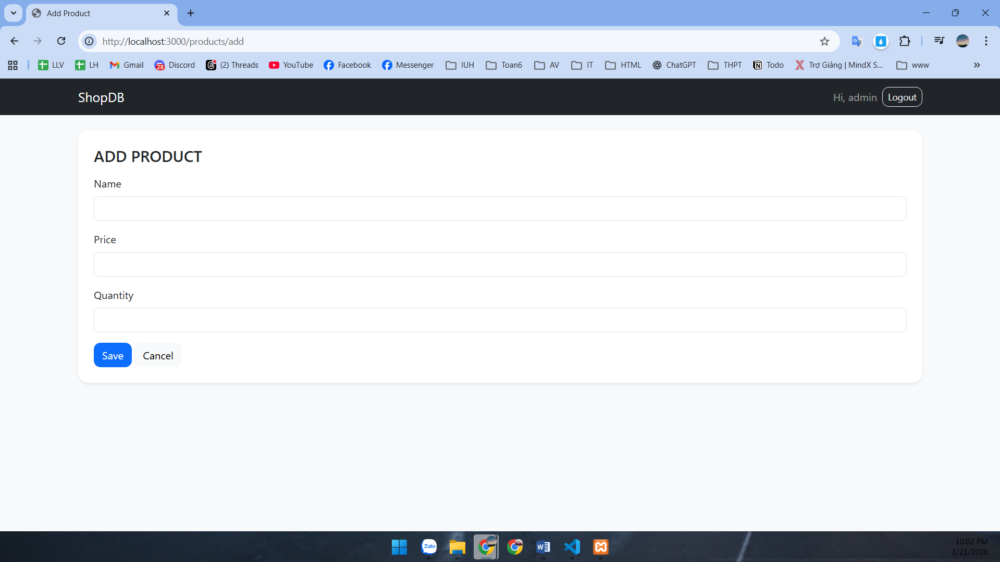 Add Product
http://localhost:3000/products/add
LLV LH Gmail 28 Discord (2) Threads YouTube Facebook Messenger IUH Toan6 AV IT HTML ChatGPT THPT Todo Trợ Giảng | MindX S... www
ShopDB Hi, admin Logout
ADD PRODUCT
Name
Price
Quantity
Save Cancel
Zalo
10:02 PM
1/21/2026